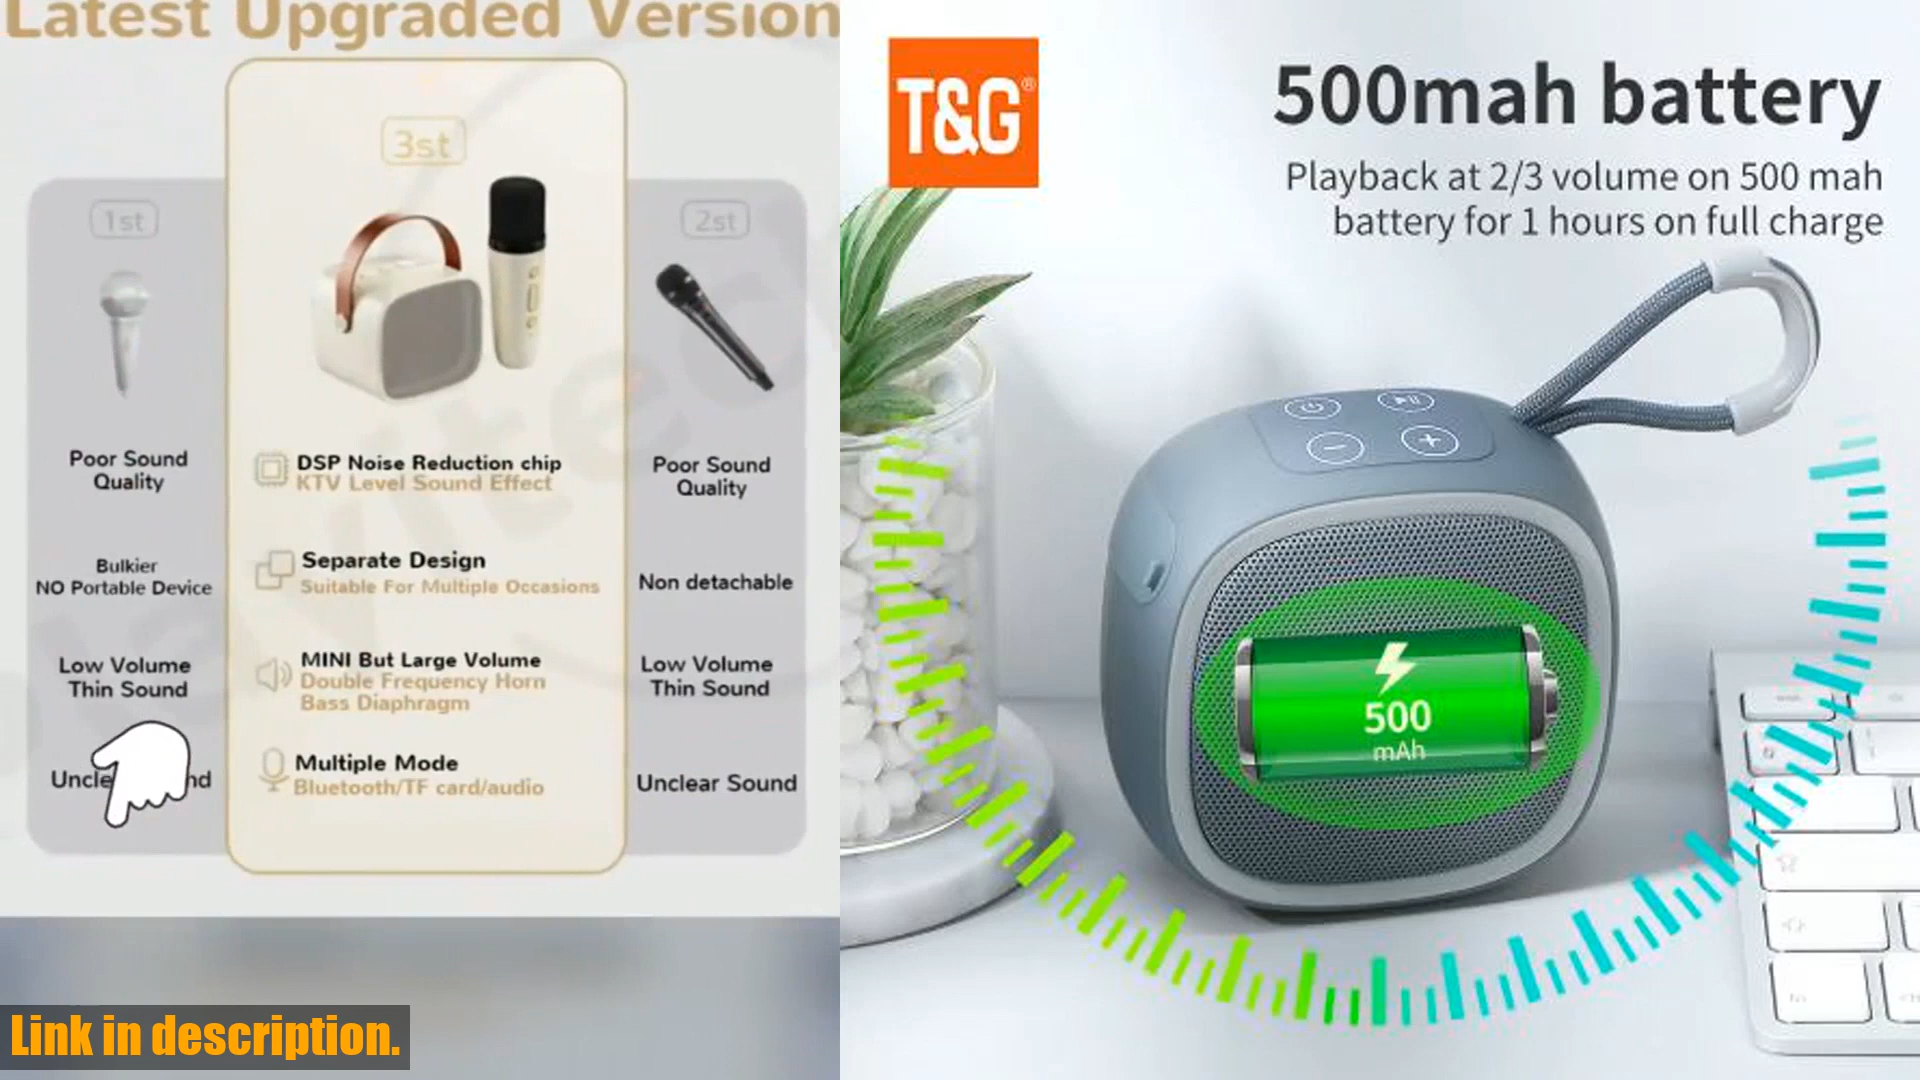 Latest Upgraded Version
3st
1st
2st
Poor Sound
Quality
DSP Noise Reduction chip
KTV Level Sound Effect
Poor Sound
Quality
Bulkier
NO Portable Device
Separate Design
Suitable For Multiple Occasions
Non detachable
Low Volume
Thin Sound
MINI But Large Volume
Double Frequency Horn
Bass Diaphragm
Low Volume
Thin Sound
Multiple Mode
Bluetooth/TF card/audio
Unclear Sound
Link in description.
T&G®
500mah battery
Playback at 2/3 volume on 500 mah
battery for 1 hours on full charge
500
mAh